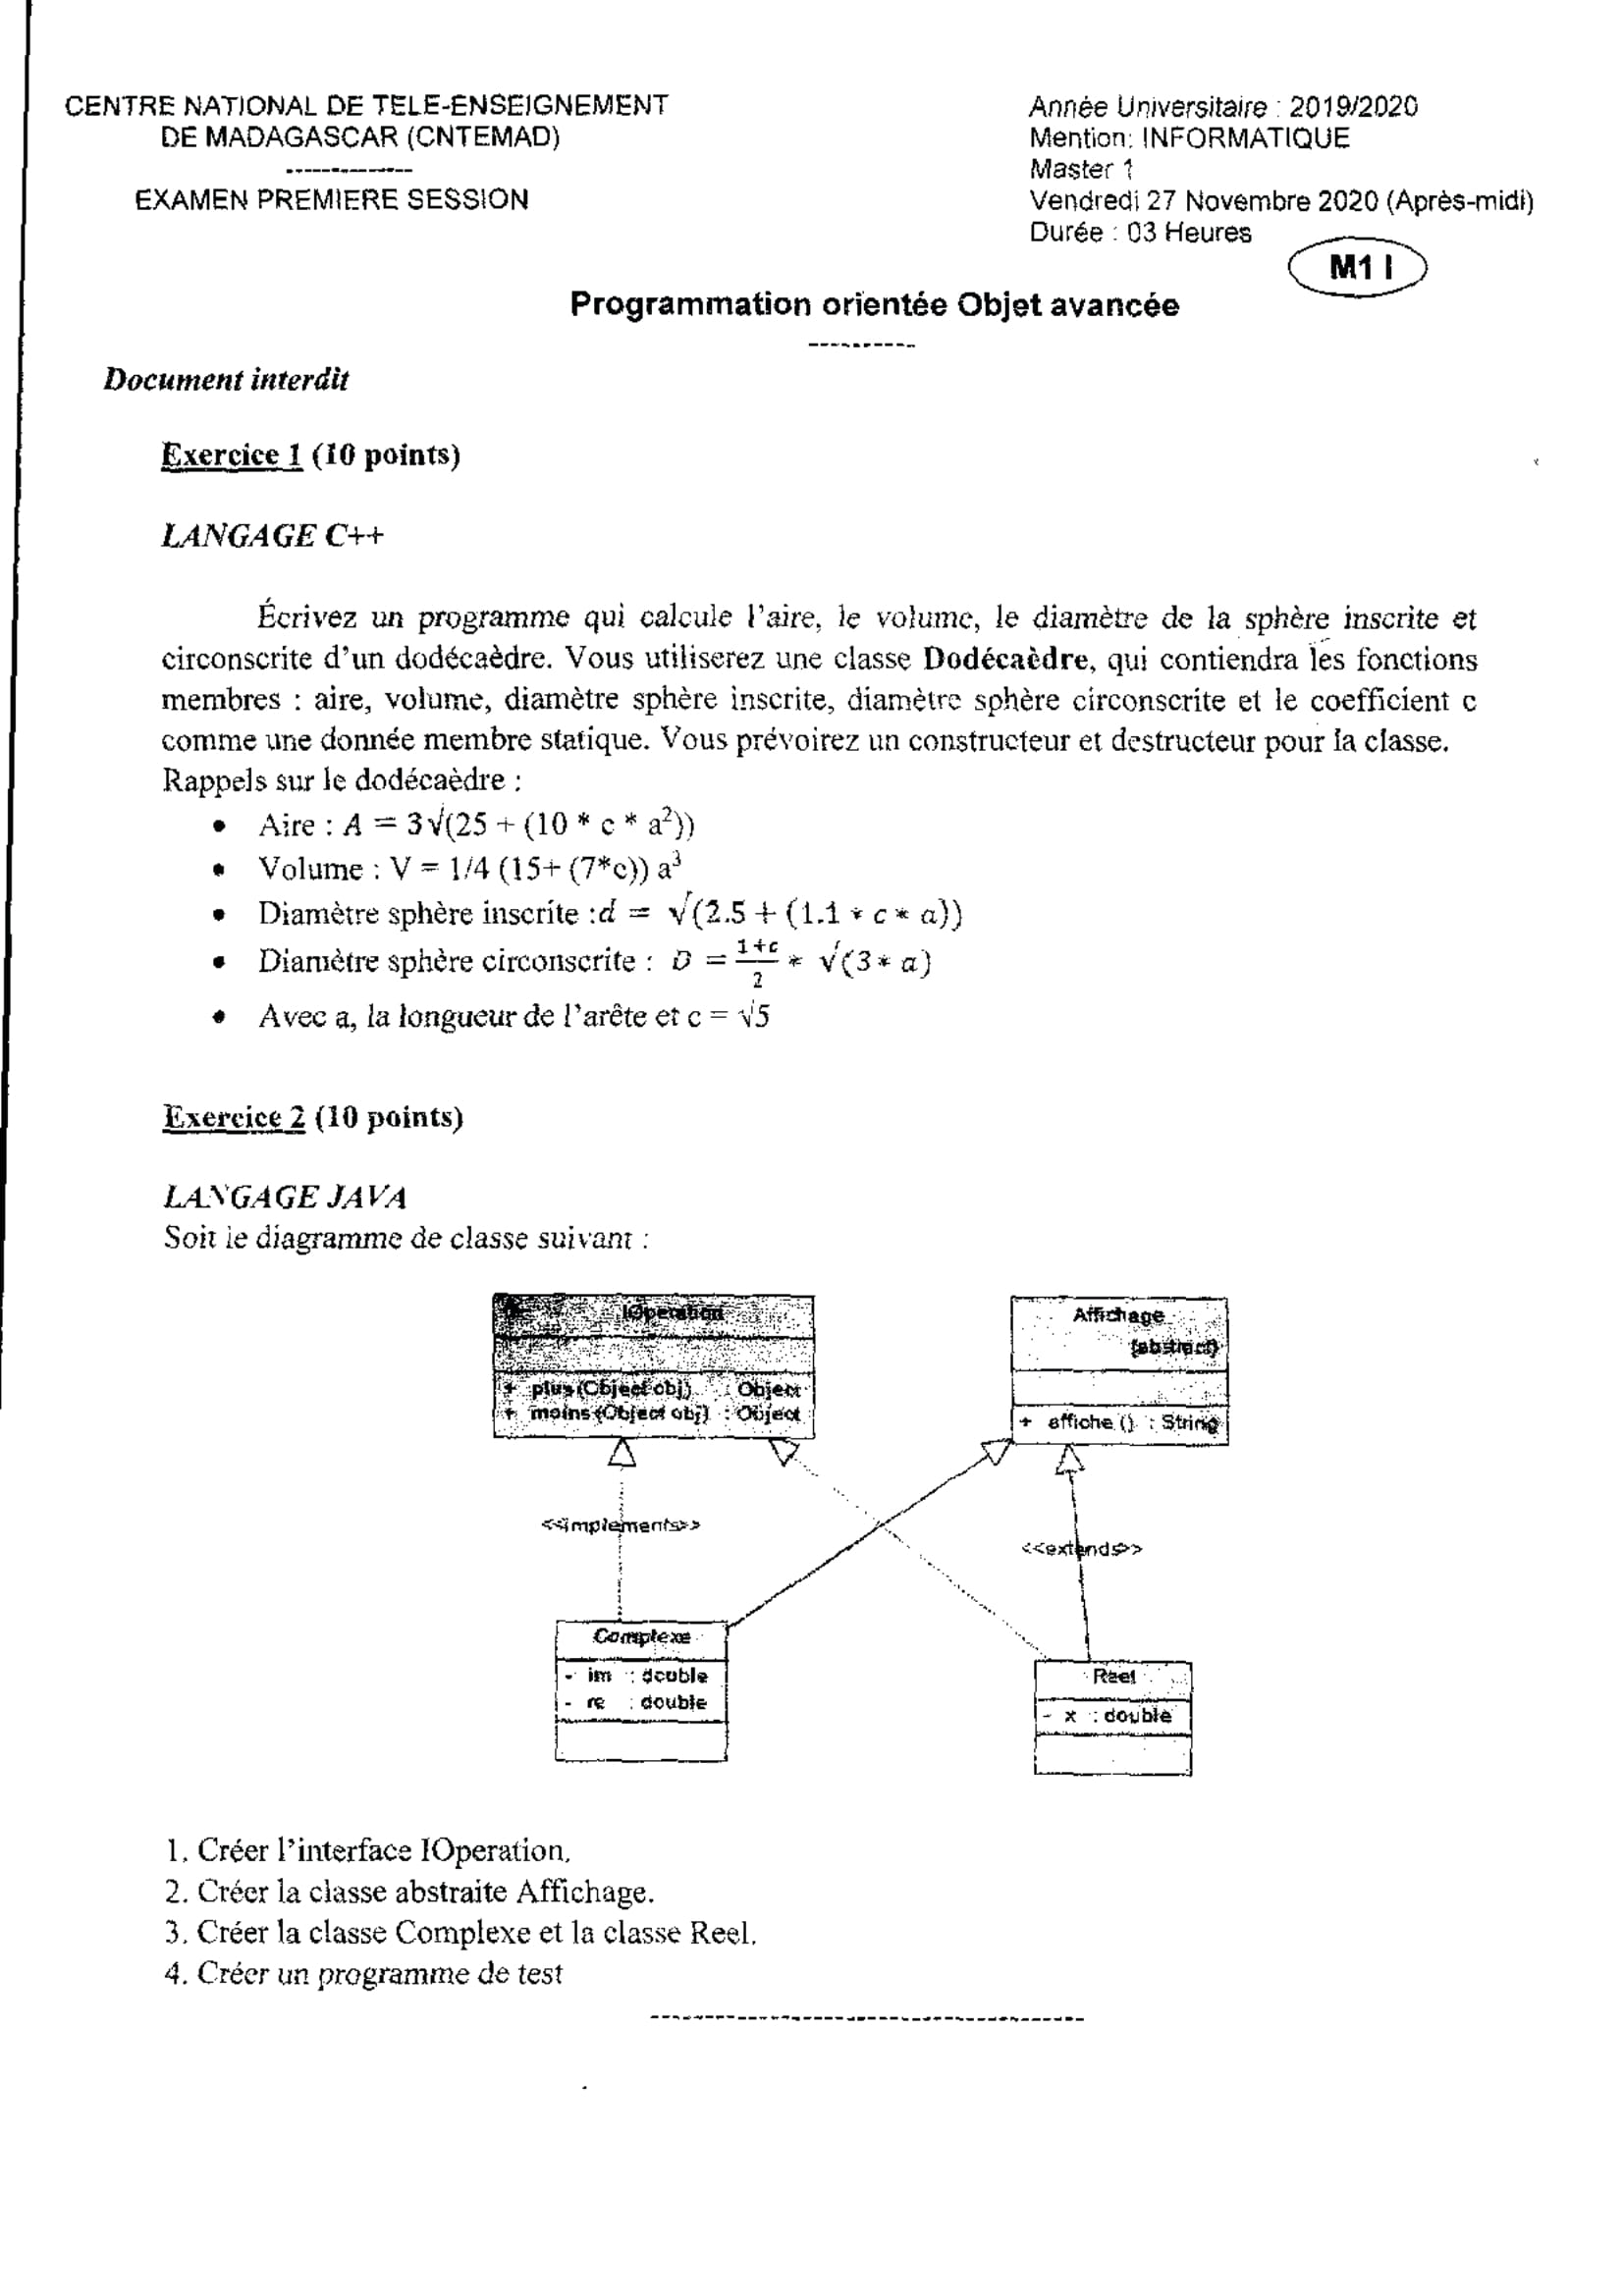 CENTRE NATIONAL DE TELE-ENSEIGNEMENT
DE MADAGASCAR (CNTEMAD)
-------------
EXAMEN PREMIERE SESSION
Année Universitaire : 2019/2020
Mention: INFORMATIQUE
Master 1
Vendredi 27 Novembre 2020 (Après-midi)
Durée : 03 Heures
M1 I
Programmation orientée Objet avancée
----------
Document interdit
Exercice 1 (10 points)
LANGAGE C++
Écrivez un programme qui calcule l'aire, le volume, le diamètre de la sphère inscrite et
circonscrite d'un dodécaèdre. Vous utiliserez une classe Dodécaèdre, qui contiendra les fonctions
membres : aire, volume, diamètre sphère inscrite, diamètre sphère circonscrite et le coefficient c
comme une donnée membre statique. Vous prévoirez un constructeur et destructeur pour la classe.
Rappels sur le dodécaèdre :
• Aire : A = 3√(25 + (10 * c * a²))
• Volume : V = 1/4 (15+ (7*c)) a³
• Diamètre sphère inscrite :d = √(2.5 + (1.1 * c * a))
• Diamètre sphère circonscrite : D = (1+c)/2 * √(3 * a)
• Avec a, la longueur de l'arête et c = √5
Exercice 2 (10 points)
LANGAGE JAVA
Soit le diagramme de classe suivant :
IOperation
+ plus(Object obj) : Object
+ moins(Object obj) : Object
Affichage
{abstract}
+ affiche () : String
<<implements>>
<<extends>>
Complexe
- im : double
- re : double
Reel
- x : double
1. Créer l'interface IOperation.
2. Créer la classe abstraite Affichage.
3. Créer la classe Complexe et la classe Reel.
4. Créer un programme de test
----------------------------------------